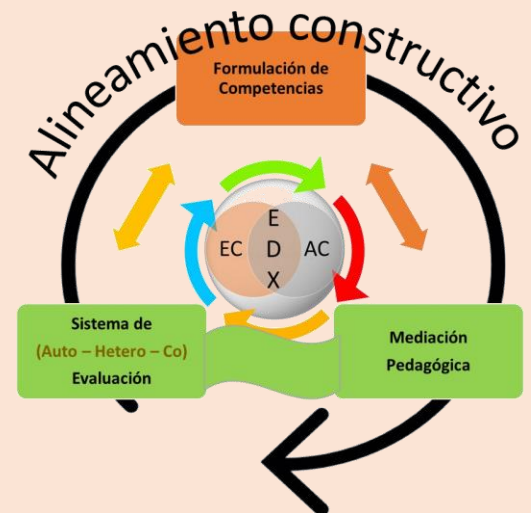 Alineamiento constructivo
Formulación de
Competencias
E
EC D AC
X
Sistema de
(Auto – Hetero – Co)
Evaluación
Mediación
Pedagógica